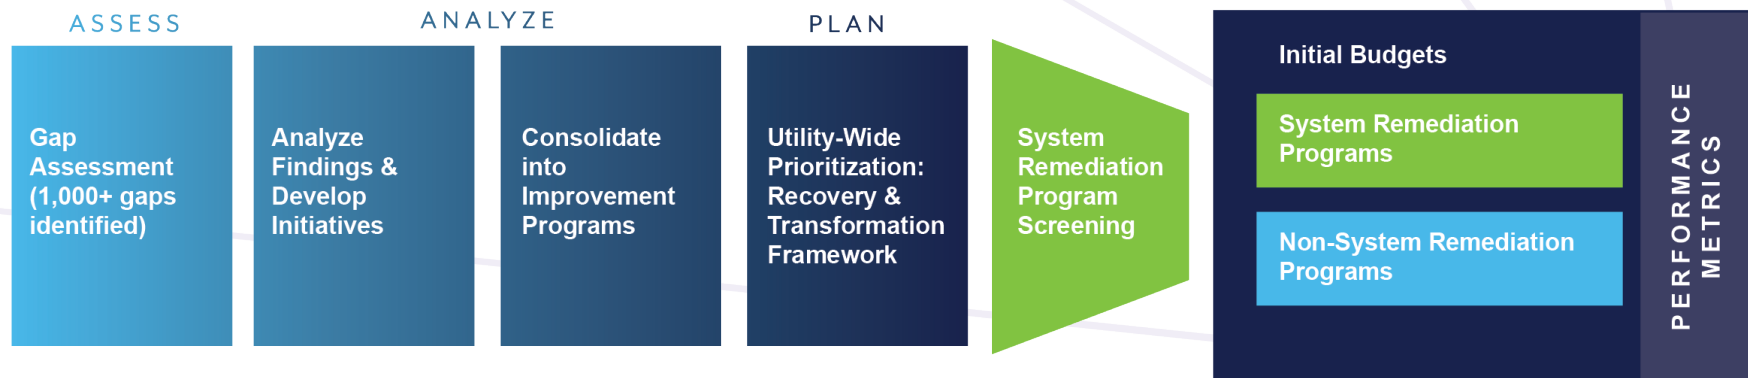 ASSESS
ANALYZE
PLAN
Gap
Assessment
(1,000+ gaps
identified)
Analyze
Findings &
Develop
Initiatives
Consolidate
into
Improvement
Programs
Utility-Wide
Prioritization:
Recovery &
Transformation
Framework
System
Remediation
Program
Screening
Initial Budgets
System Remediation
Programs
Non-System Remediation
Programs
PERFORMANCE
METRICS